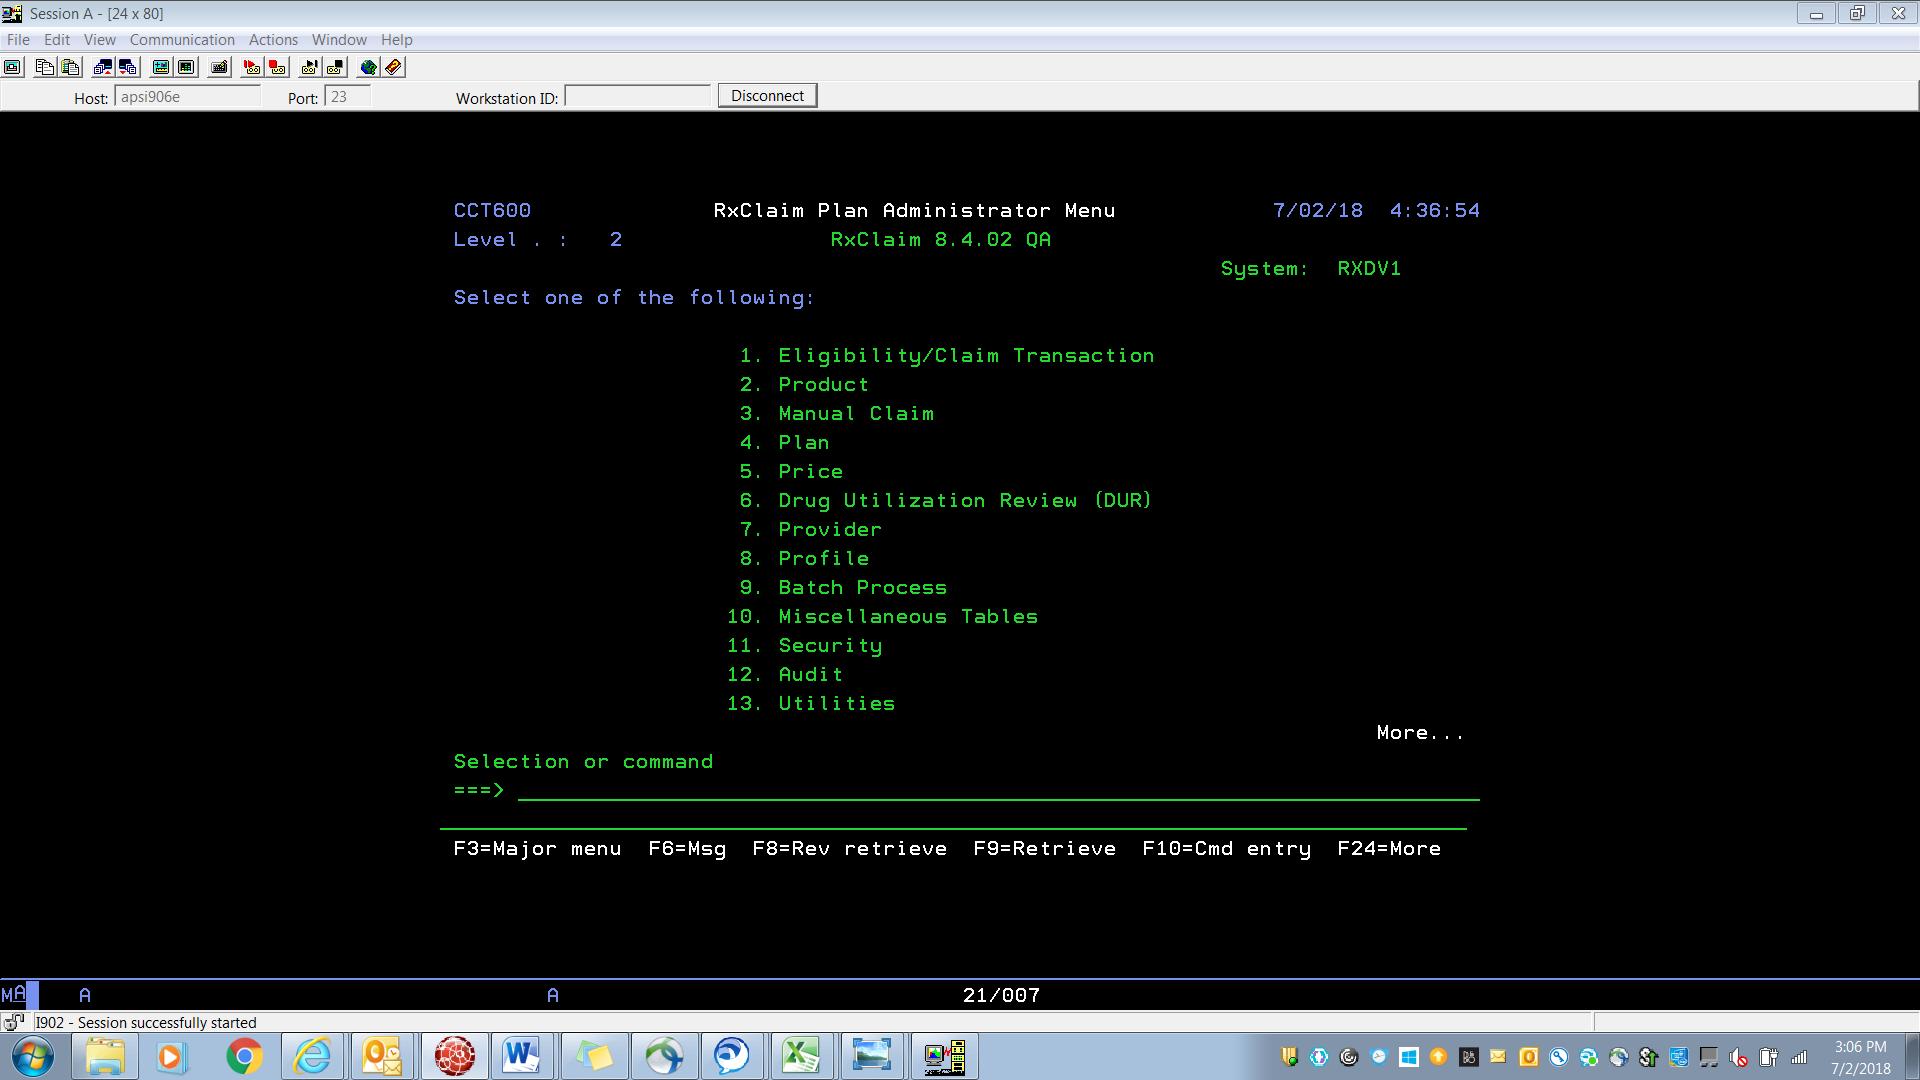 Session A - [24 x 80]
File Edit View Communication Actions Window Help
Host: apsi906e Port: 23 Workstation ID: Disconnect
CCT600 RxClaim Plan Administrator Menu 7/02/18 4:36:54
Level . : 2 RxClaim 8.4.02 QA
System: RXDV1
Select one of the following:
1. Eligibility/Claim Transaction
2. Product
3. Manual Claim
4. Plan
5. Price
6. Drug Utilization Review (DUR)
7. Provider
8. Profile
9. Batch Process
10. Miscellaneous Tables
11. Security
12. Audit
13. Utilities
More...
Selection or command
===>
F3=Major menu F6=Msg F8=Rev retrieve F9=Retrieve F10=Cmd entry F24=More
MA A A 21/007
I902 - Session successfully started
3:06 PM
7/2/2018